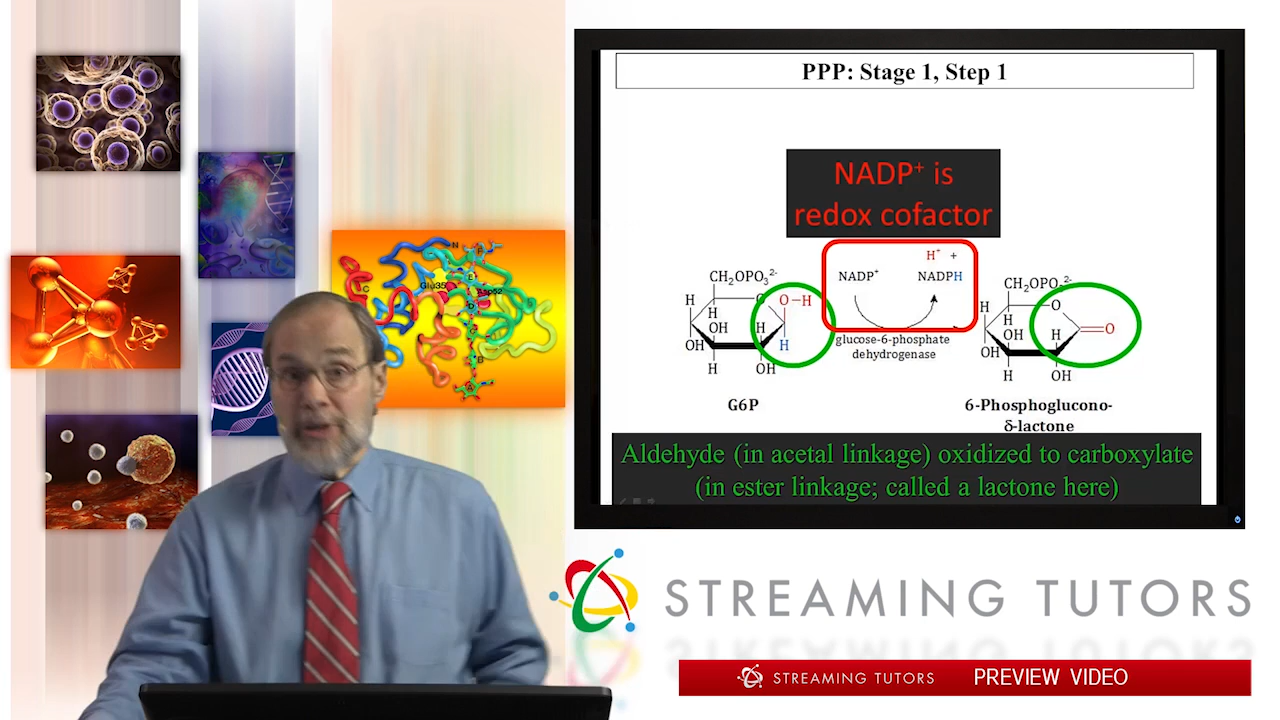 PPP: Stage 1, Step 1
NADP⁺ is
redox cofactor
H⁺ +
NADP⁺
NADPH
CH₂OPO₃²⁻
O
O–H
H
H
OH
H
OH
H
H
OH
glucose-6-phosphate
dehydrogenase
CH₂OPO₃²⁻
O
O
H
H
H
OH
H
OH
H
OH
G6P
6-Phosphoglucono-
δ-lactone
Aldehyde (in acetal linkage) oxidized to carboxylate
(in ester linkage; called a lactone here)
N
C
Glu35
Asp52
F
E
D
C
B
A
STREAMING TUTORS
STREAMING TUTORS
PREVIEW VIDEO